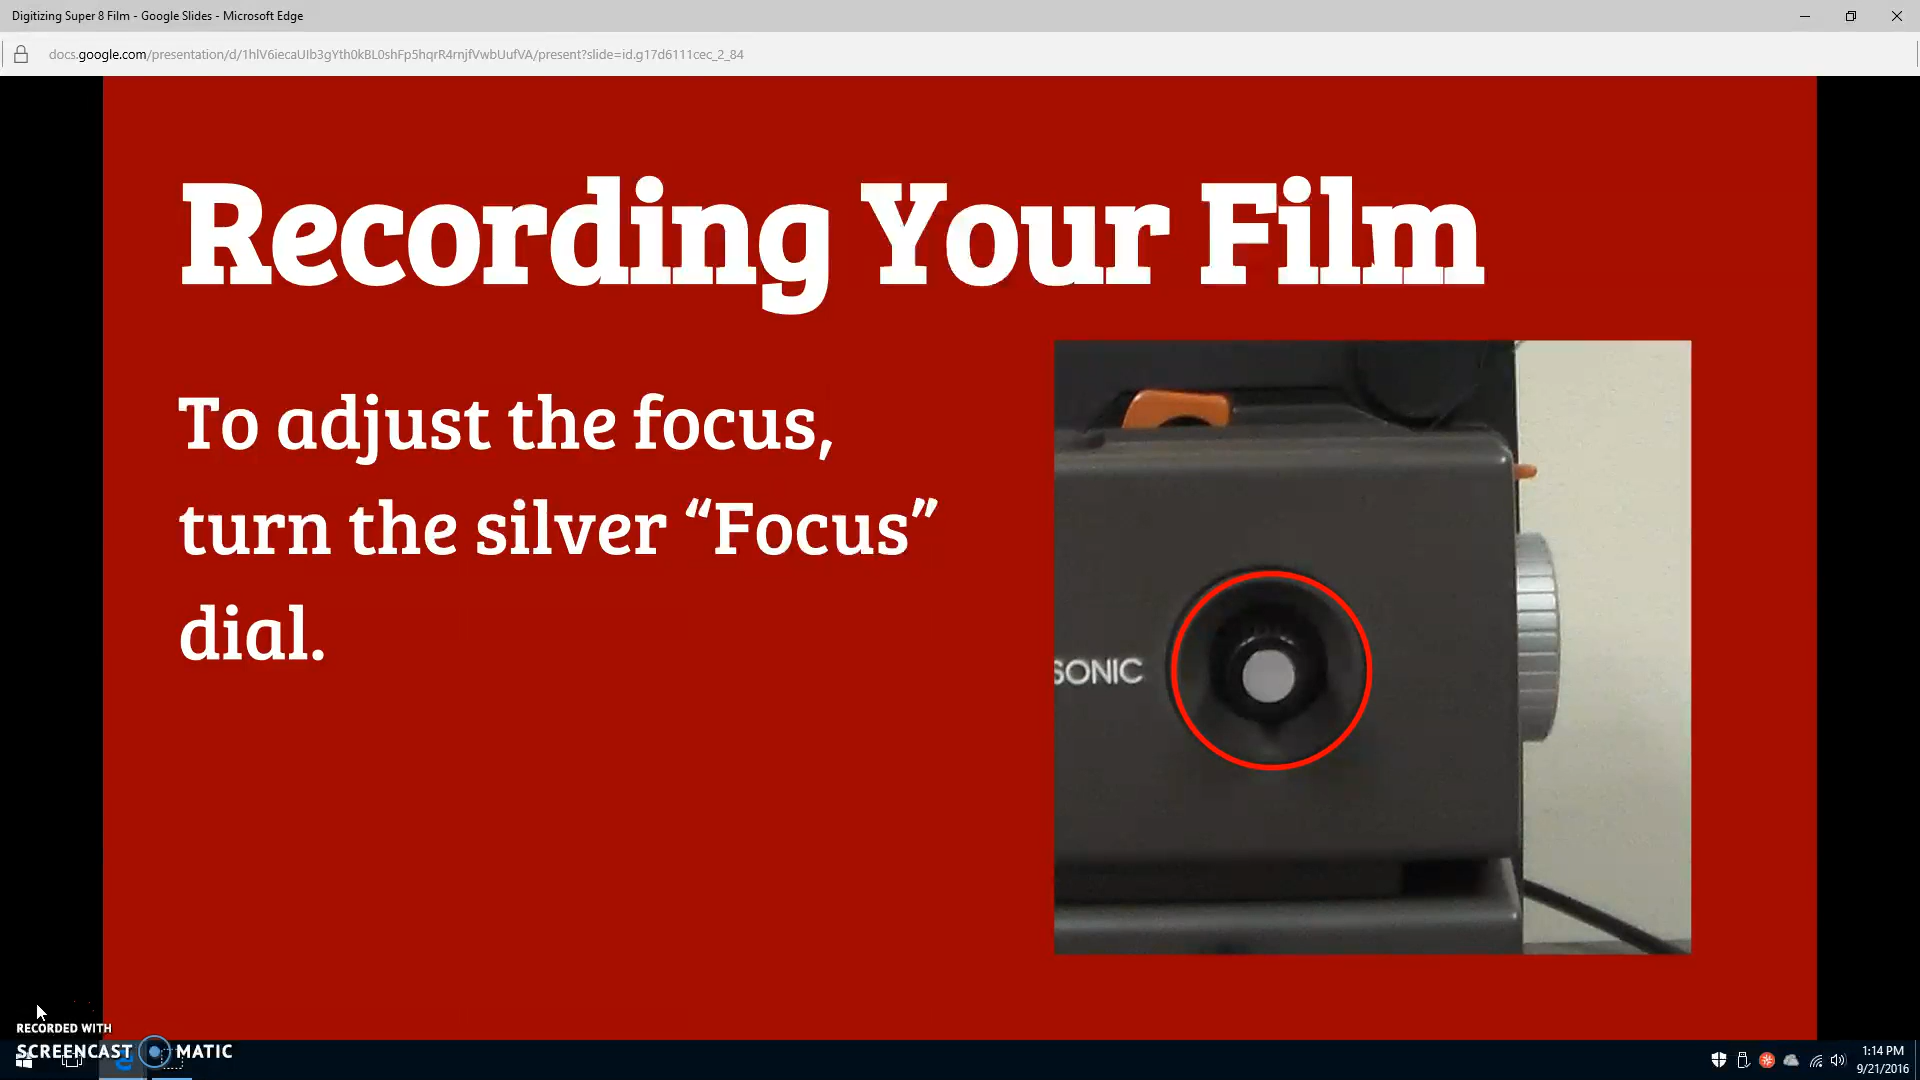 Digitizing Super 8 Film - Google Slides - Microsoft Edge
docs.google.com/presentation/d/1hlV6iecaUIb3gYth0kBL0shFp5hqrR4rnjfVwbUufVA/present?slide=id.g17d6111cec_2_84
Recording Your Film
To adjust the focus,
turn the silver “Focus”
dial.
SONIC
RECORDED WITH
SCREENCAST MATIC
1:14 PM
9/21/2016